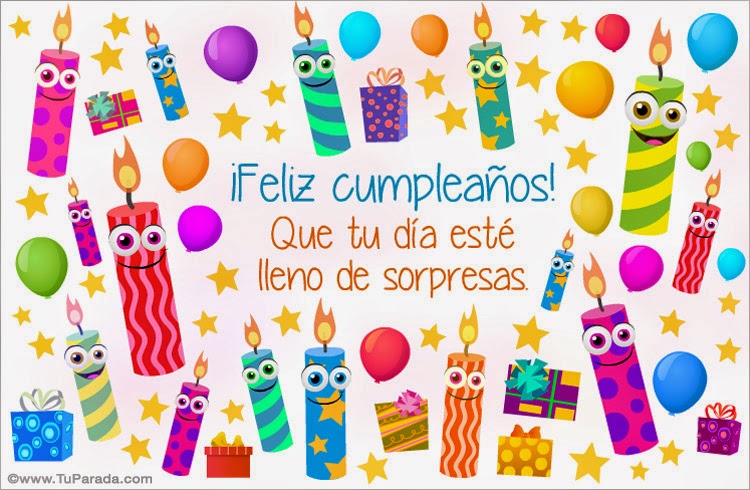 ¡Feliz cumpleaños!
Que tu día esté
lleno de sorpresas.
©www.TuParada.com